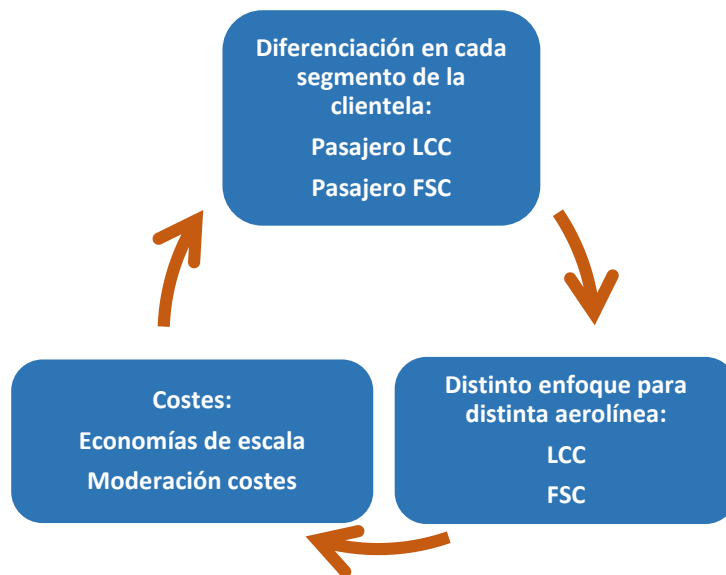 Diferenciación en cada
segmento de la
clientela:
Pasajero LCC
Pasajero FSC
Distinto enfoque para
distinta aerolínea:
LCC
FSC
Costes:
Economías de escala
Moderación costes